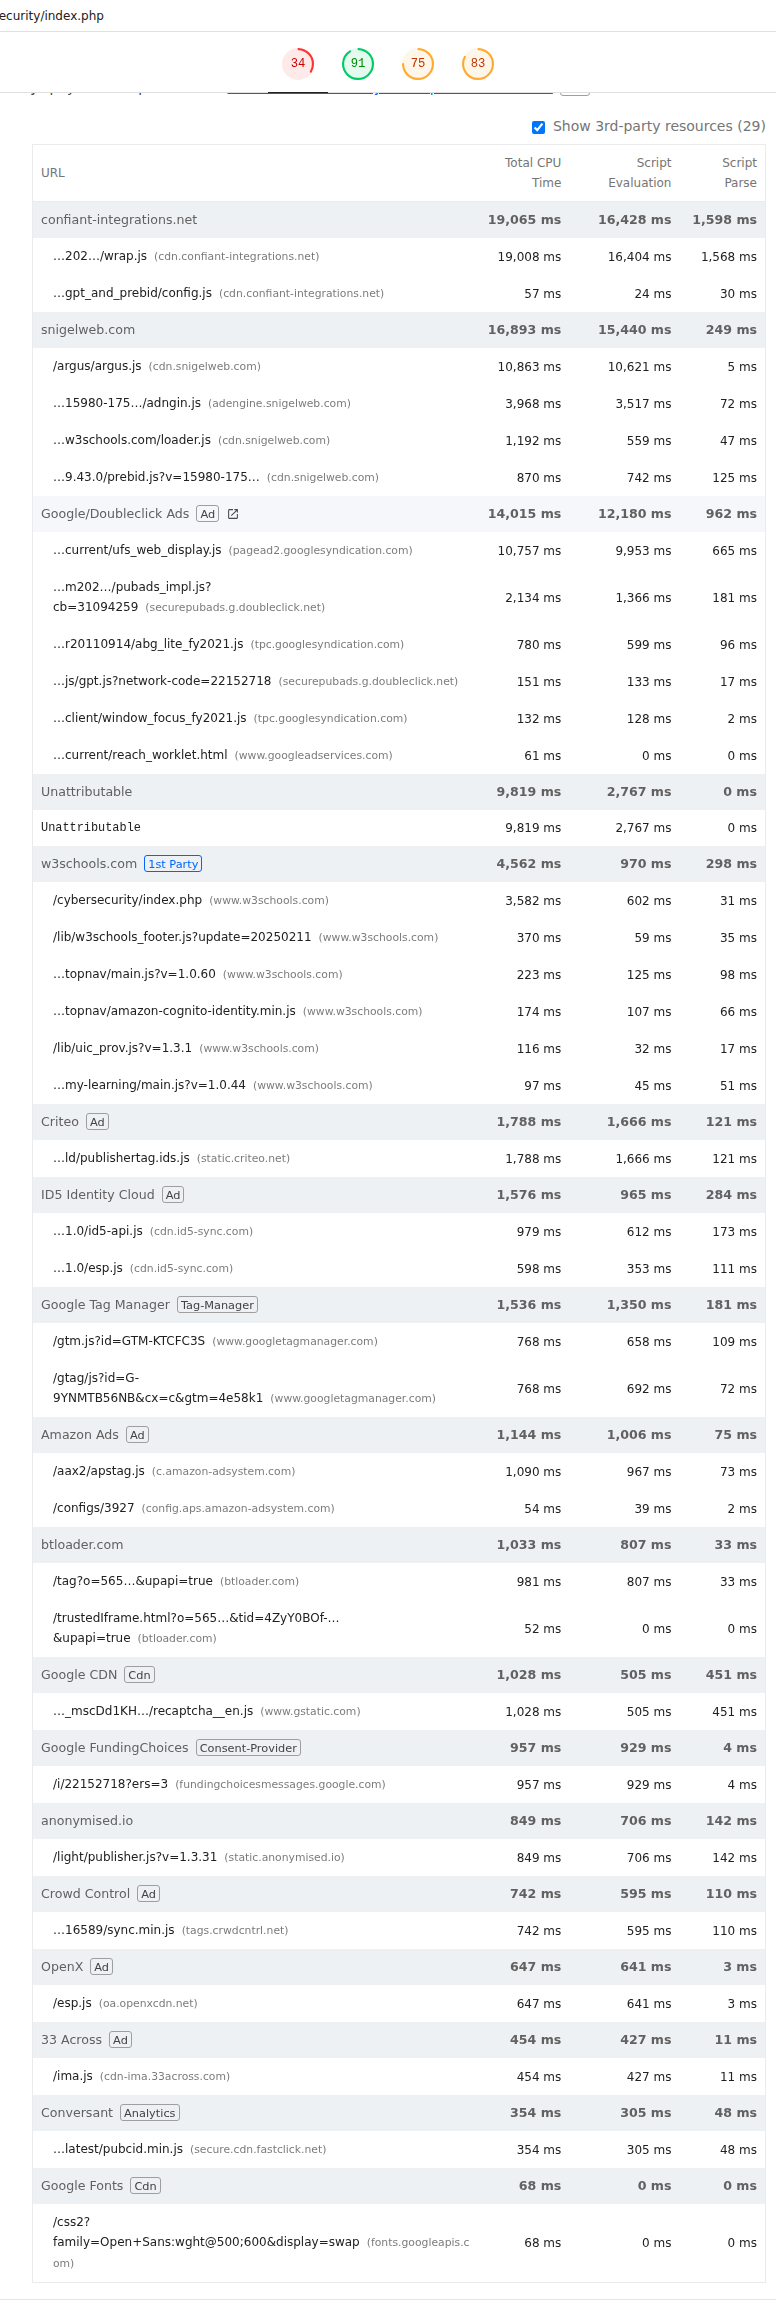 ecurity/index.php
34 91 75 83
Show 3rd-party resources (29)
URL Total CPU Time Script Evaluation Script Parse
confiant-integrations.net 19,065 ms 16,428 ms 1,598 ms
…202…/wrap.js (cdn.confiant-integrations.net) 19,008 ms 16,404 ms 1,568 ms
…gpt_and_prebid/config.js (cdn.confiant-integrations.net) 57 ms 24 ms 30 ms
snigelweb.com 16,893 ms 15,440 ms 249 ms
/argus/argus.js (cdn.snigelweb.com) 10,863 ms 10,621 ms 5 ms
…15980-175…/adngin.js (adengine.snigelweb.com) 3,968 ms 3,517 ms 72 ms
…w3schools.com/loader.js (cdn.snigelweb.com) 1,192 ms 559 ms 47 ms
…9.43.0/prebid.js?v=15980-175… (cdn.snigelweb.com) 870 ms 742 ms 125 ms
Google/Doubleclick Ads Ad 14,015 ms 12,180 ms 962 ms
…current/ufs_web_display.js (pagead2.googlesyndication.com) 10,757 ms 9,953 ms 665 ms
…m202…/pubads_impl.js?
cb=31094259 (securepubads.g.doubleclick.net) 2,134 ms 1,366 ms 181 ms
…r20110914/abg_lite_fy2021.js (tpc.googlesyndication.com) 780 ms 599 ms 96 ms
…js/gpt.js?network-code=22152718 (securepubads.g.doubleclick.net) 151 ms 133 ms 17 ms
…client/window_focus_fy2021.js (tpc.googlesyndication.com) 132 ms 128 ms 2 ms
…current/reach_worklet.html (www.googleadservices.com) 61 ms 0 ms 0 ms
Unattributable 9,819 ms 2,767 ms 0 ms
Unattributable 9,819 ms 2,767 ms 0 ms
w3schools.com 1st Party 4,562 ms 970 ms 298 ms
/cybersecurity/index.php (www.w3schools.com) 3,582 ms 602 ms 31 ms
/lib/w3schools_footer.js?update=20250211 (www.w3schools.com) 370 ms 59 ms 35 ms
…topnav/main.js?v=1.0.60 (www.w3schools.com) 223 ms 125 ms 98 ms
…topnav/amazon-cognito-identity.min.js (www.w3schools.com) 174 ms 107 ms 66 ms
/lib/uic_prov.js?v=1.3.1 (www.w3schools.com) 116 ms 32 ms 17 ms
…my-learning/main.js?v=1.0.44 (www.w3schools.com) 97 ms 45 ms 51 ms
Criteo Ad 1,788 ms 1,666 ms 121 ms
…ld/publishertag.ids.js (static.criteo.net) 1,788 ms 1,666 ms 121 ms
ID5 Identity Cloud Ad 1,576 ms 965 ms 284 ms
…1.0/id5-api.js (cdn.id5-sync.com) 979 ms 612 ms 173 ms
…1.0/esp.js (cdn.id5-sync.com) 598 ms 353 ms 111 ms
Google Tag Manager Tag-Manager 1,536 ms 1,350 ms 181 ms
/gtm.js?id=GTM-KTCFC3S (www.googletagmanager.com) 768 ms 658 ms 109 ms
/gtag/js?id=G-
9YNMTB56NB&cx=c&gtm=4e58k1 (www.googletagmanager.com) 768 ms 692 ms 72 ms
Amazon Ads Ad 1,144 ms 1,006 ms 75 ms
/aax2/apstag.js (c.amazon-adsystem.com) 1,090 ms 967 ms 73 ms
/configs/3927 (config.aps.amazon-adsystem.com) 54 ms 39 ms 2 ms
btloader.com 1,033 ms 807 ms 33 ms
/tag?o=565…&upapi=true (btloader.com) 981 ms 807 ms 33 ms
/trustedIframe.html?o=565…&tid=4ZyY0BOf-…
&upapi=true (btloader.com) 52 ms 0 ms 0 ms
Google CDN Cdn 1,028 ms 505 ms 451 ms
…_mscDd1KH…/recaptcha__en.js (www.gstatic.com) 1,028 ms 505 ms 451 ms
Google FundingChoices Consent-Provider 957 ms 929 ms 4 ms
/i/22152718?ers=3 (fundingchoicesmessages.google.com) 957 ms 929 ms 4 ms
anonymised.io 849 ms 706 ms 142 ms
/light/publisher.js?v=1.3.31 (static.anonymised.io) 849 ms 706 ms 142 ms
Crowd Control Ad 742 ms 595 ms 110 ms
…16589/sync.min.js (tags.crwdcntrl.net) 742 ms 595 ms 110 ms
OpenX Ad 647 ms 641 ms 3 ms
/esp.js (oa.openxcdn.net) 647 ms 641 ms 3 ms
33 Across Ad 454 ms 427 ms 11 ms
/ima.js (cdn-ima.33across.com) 454 ms 427 ms 11 ms
Conversant Analytics 354 ms 305 ms 48 ms
…latest/pubcid.min.js (secure.cdn.fastclick.net) 354 ms 305 ms 48 ms
Google Fonts Cdn 68 ms 0 ms 0 ms
/css2?
family=Open+Sans:wght@500;600&display=swap (fonts.googleapis.c
om) 68 ms 0 ms 0 ms